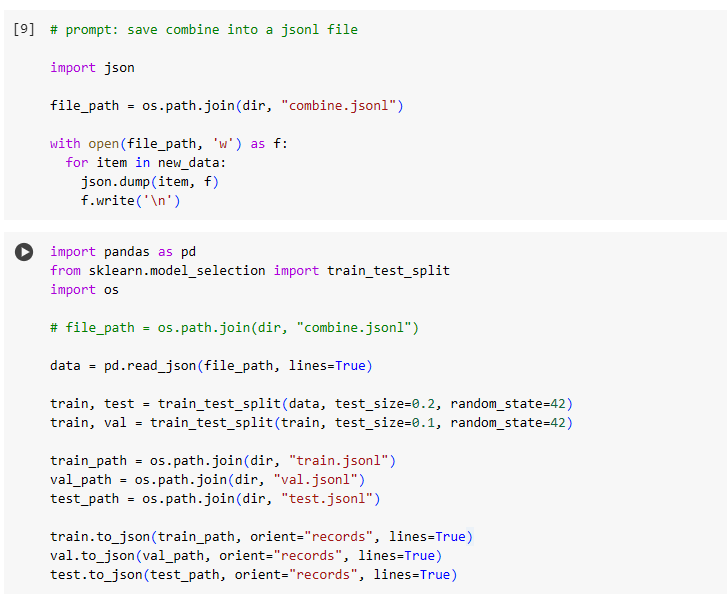 [9] # prompt: save combine into a jsonl file
import json
file_path = os.path.join(dir, "combine.jsonl")
with open(file_path, 'w') as f:
  for item in new_data:
    json.dump(item, f)
    f.write('\n')
import pandas as pd
from sklearn.model_selection import train_test_split
import os
# file_path = os.path.join(dir, "combine.jsonl")
data = pd.read_json(file_path, lines=True)
train, test = train_test_split(data, test_size=0.2, random_state=42)
train, val = train_test_split(train, test_size=0.1, random_state=42)
train_path = os.path.join(dir, "train.jsonl")
val_path = os.path.join(dir, "val.jsonl")
test_path = os.path.join(dir, "test.jsonl")
train.to_json(train_path, orient="records", lines=True)
val.to_json(val_path, orient="records", lines=True)
test.to_json(test_path, orient="records", lines=True)